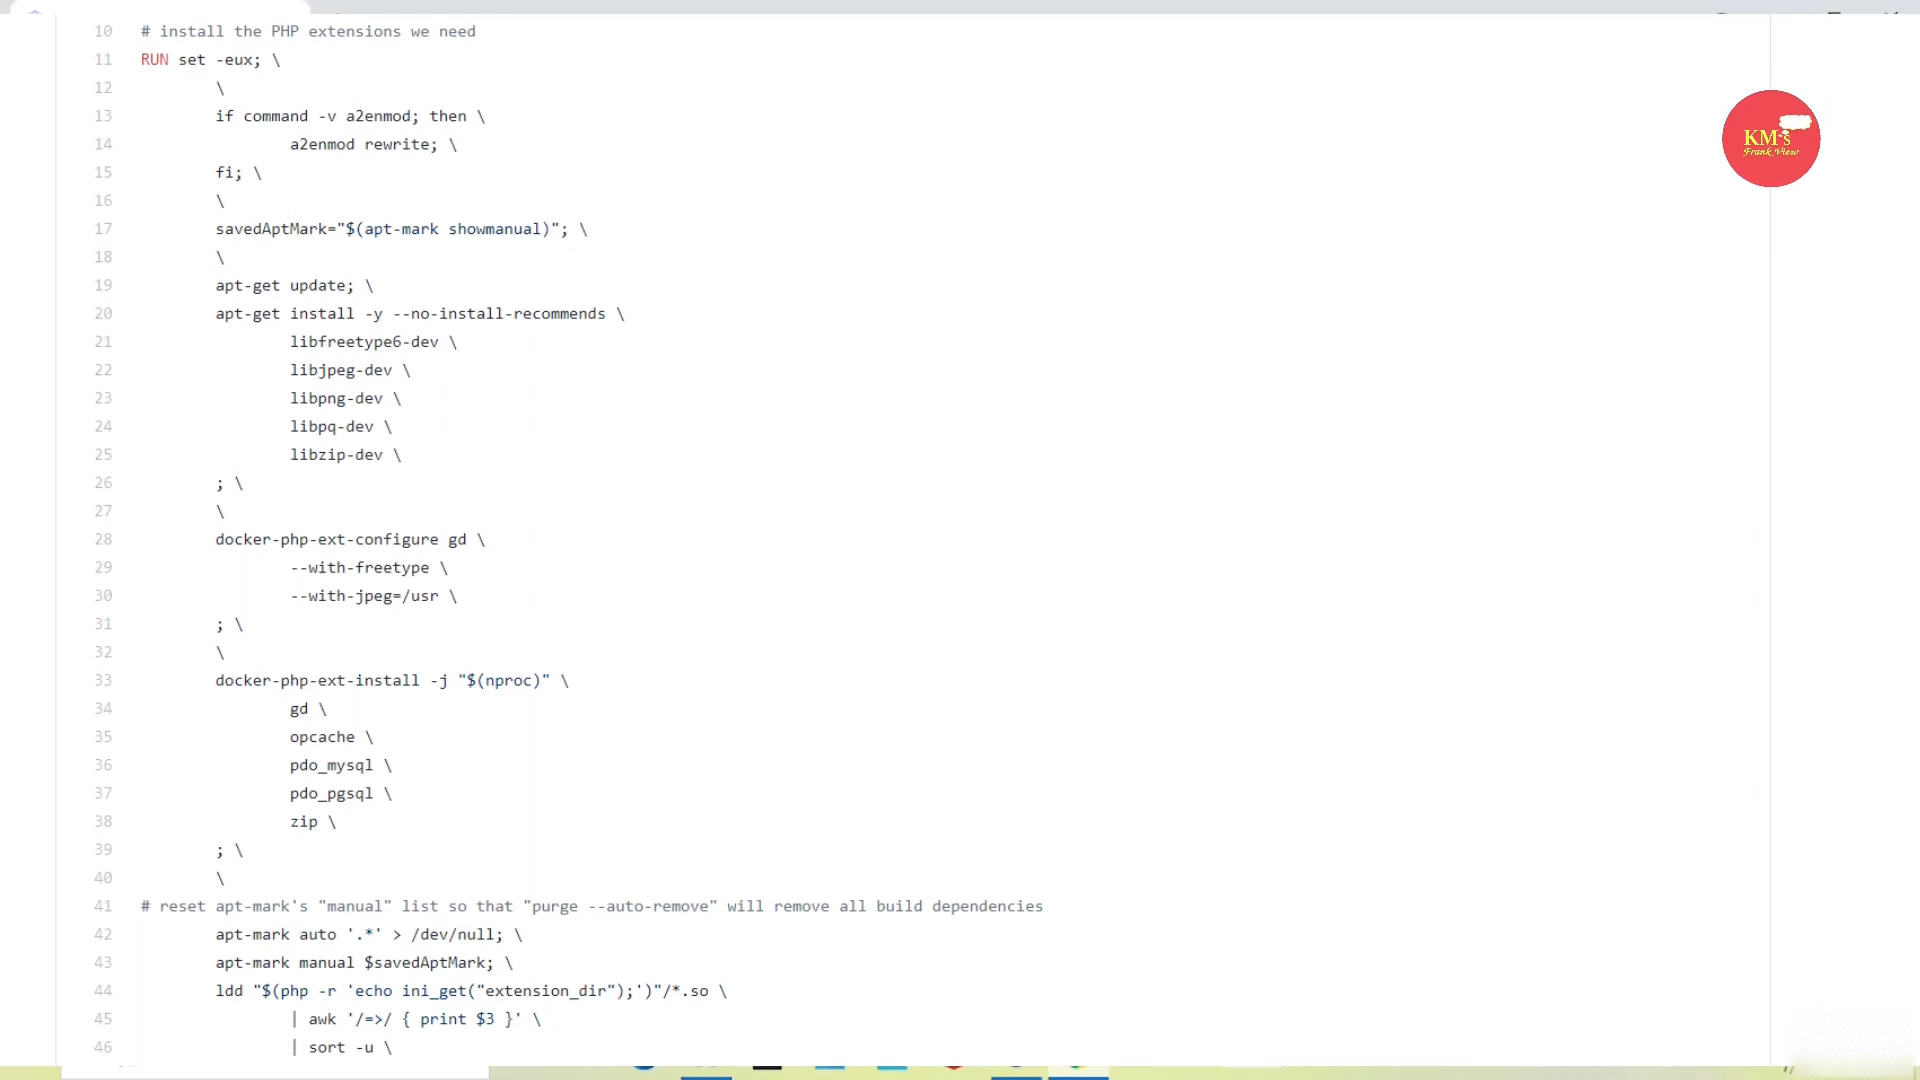 10 # install the PHP extensions we need
11 RUN set -eux; \
12 \
13 if command -v a2enmod; then \
14 a2enmod rewrite; \
15 fi; \
16 \
17 savedAptMark="$(apt-mark showmanual)"; \
18 \
19 apt-get update; \
20 apt-get install -y --no-install-recommends \
21 libfreetype6-dev \
22 libjpeg-dev \
23 libpng-dev \
24 libpq-dev \
25 libzip-dev \
26 ; \
27 \
28 docker-php-ext-configure gd \
29 --with-freetype \
30 --with-jpeg=/usr \
31 ; \
32 \
33 docker-php-ext-install -j "$(nproc)" \
34 gd \
35 opcache \
36 pdo_mysql \
37 pdo_pgsql \
38 zip \
39 ; \
40 \
41 # reset apt-mark's "manual" list so that "purge --auto-remove" will remove all build dependencies
42 apt-mark auto '.*' > /dev/null; \
43 apt-mark manual $savedAptMark; \
44 ldd "$(php -r 'echo ini_get("extension_dir");')"/*.so \
45 | awk '/=>/ { print $3 }' \
46 | sort -u \
KM's
Frank View